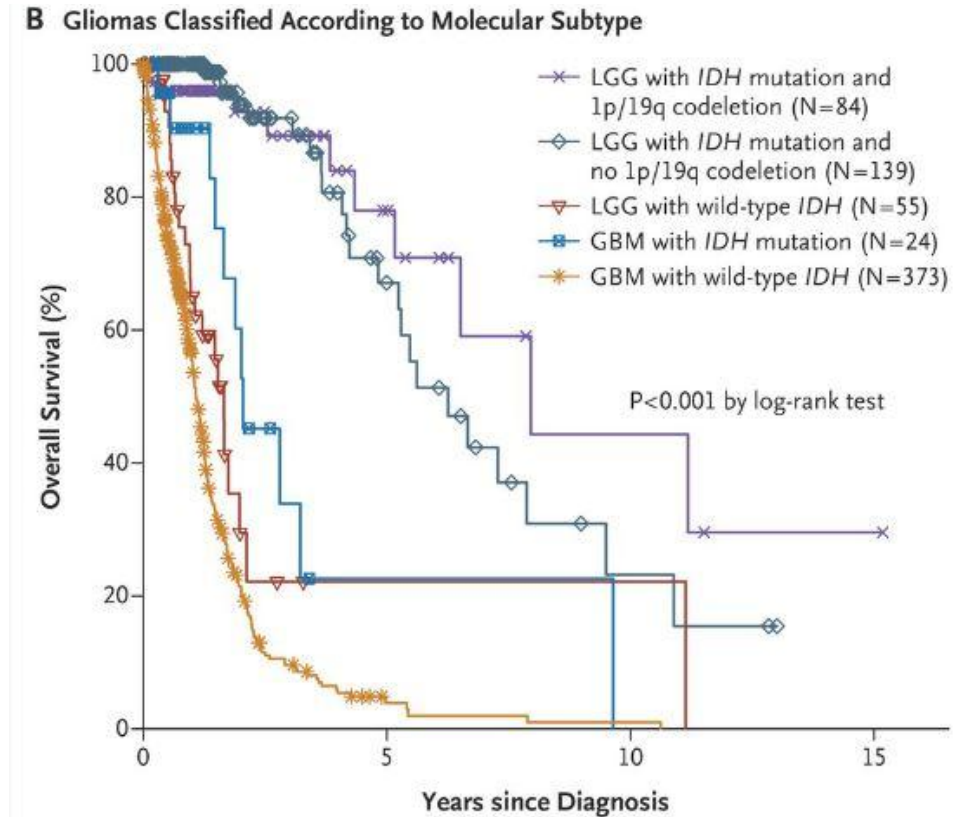 B Gliomas Classified According to Molecular Subtype
100
80
60
40
20
0
Overall Survival (%)
LGG with IDH mutation and
1p/19q codeletion (N=84)
LGG with IDH mutation and
no 1p/19q codeletion (N=139)
LGG with wild-type IDH (N=55)
GBM with IDH mutation (N=24)
GBM with wild-type IDH (N=373)
P<0.001 by log-rank test
0 5 10 15
Years since Diagnosis